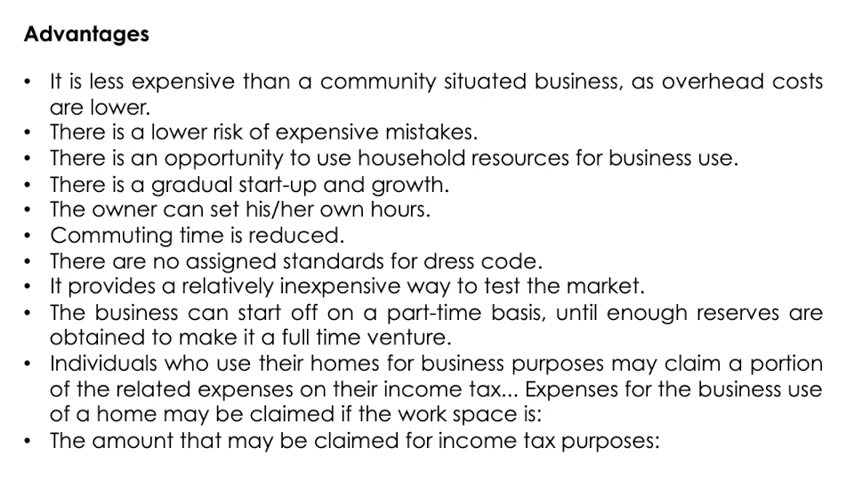 Advantages
• It is less expensive than a community situated business, as overhead costs
are lower.
• There is a lower risk of expensive mistakes.
• There is an opportunity to use household resources for business use.
• There is a gradual start-up and growth.
• The owner can set his/her own hours.
• Commuting time is reduced.
• There are no assigned standards for dress code.
• It provides a relatively inexpensive way to test the market.
• The business can start off on a part-time basis, until enough reserves are
obtained to make it a full time venture.
• Individuals who use their homes for business purposes may claim a portion
of the related expenses on their income tax... Expenses for the business use
of a home may be claimed if the work space is:
• The amount that may be claimed for income tax purposes: